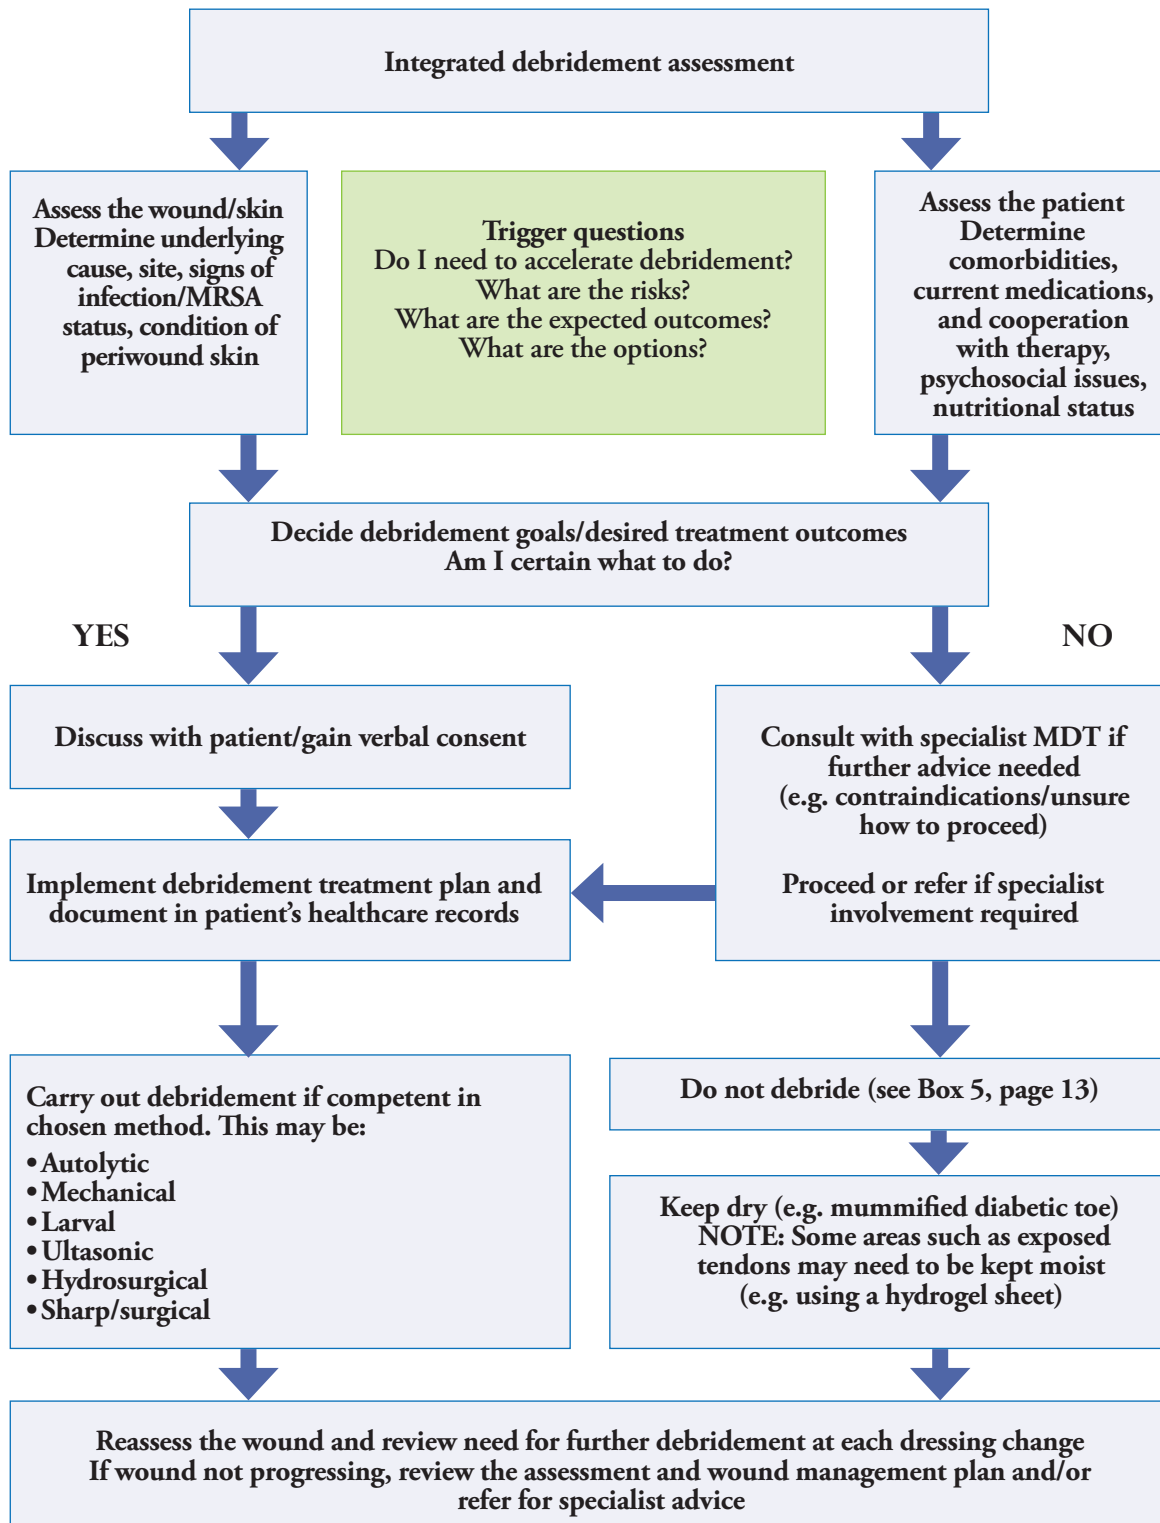 Integrated debridement assessment
Assess the wound/skin
Determine underlying
cause, site, signs of
infection/MRSA
status, condition of
periwound skin
Trigger questions
Do I need to accelerate debridement?
What are the risks?
What are the expected outcomes?
What are the options?
Assess the patient
Determine
comorbidities,
current medications,
and cooperation
with therapy,
psychosocial issues,
nutritional status
Decide debridement goals/desired treatment outcomes
Am I certain what to do?
YES
NO
Discuss with patient/gain verbal consent
Consult with specialist MDT if
further advice needed
(e.g. contraindications/unsure
how to proceed)
Proceed or refer if specialist
involvement required
Implement debridement treatment plan and
document in patient's healthcare records
Carry out debridement if competent in
chosen method. This may be:
• Autolytic
• Mechanical
• Larval
• Ultasonic
• Hydrosurgical
• Sharp/surgical
Do not debride (see Box 5, page 13)
Keep dry (e.g. mummified diabetic toe)
NOTE: Some areas such as exposed
tendons may need to be kept moist
(e.g. using a hydrogel sheet)
Reassess the wound and review need for further debridement at each dressing change
If wound not progressing, review the assessment and wound management plan and/or
refer for specialist advice